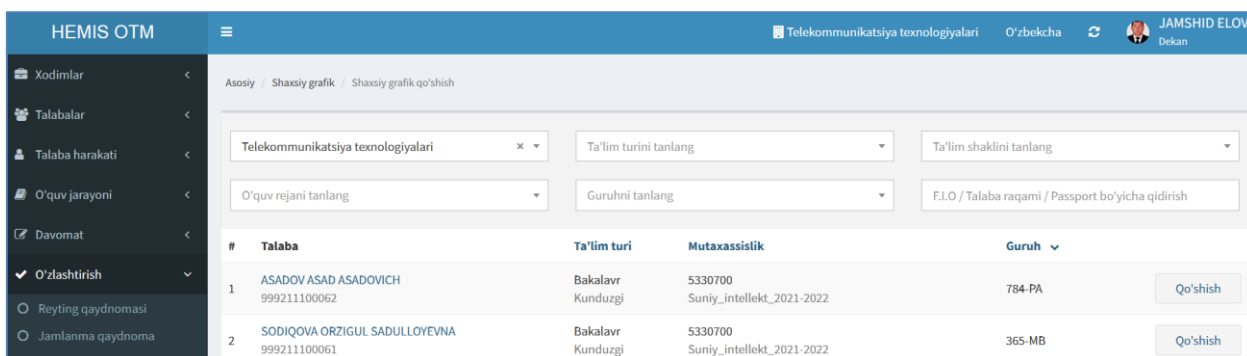 HEMIS OTM
Telekommunikatsiya texnologiyalari O'zbekcha JAMSHID ELOV
Dekan
Xodimlar
Talabalar
Talaba harakati
O'quv jarayoni
Davomat
O'zlashtirish
Reyting qaydnomasi
Jamlanma qaydnoma
Asosiy / Shaxsiy grafik / Shaxsiy grafik qo'shish
Telekommunikatsiya texnologiyalari × Ta'lim turini tanlang Ta'lim shaklini tanlang
O'quv rejani tanlang Guruhni tanlang F.I.O / Talaba raqami / Passport bo'yicha qidirish
# Talaba Ta'lim turi Mutaxassislik Guruh
1 ASADOV ASAD ASADOVICH Bakalavr 5330700 784-PA Qo'shish
999211100062 Kunduzgi Suniy_intellekt_2021-2022
2 SODIQOVA ORZIGUL SADULLOYEVNA Bakalavr 5330700 365-MB Qo'shish
999211100061 Kunduzgi Suniy_intellekt_2021-2022